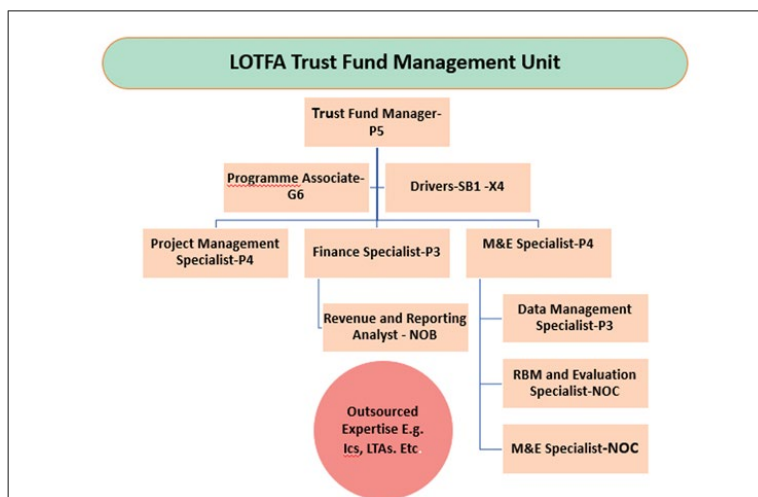 LOTFA Trust Fund Management Unit
Trust Fund Manager-
P5
Programme Associate-
G6
Drivers-SB1 -X4
Project Management
Specialist-P4
Finance Specialist-P3
M&E Specialist-P4
Revenue and Reporting
Analyst - NOB
Data Management
Specialist-P3
RBM and Evaluation
Specialist-NOC
M&E Specialist-NOC
Outsourced
Expertise E.g.
Ics, LTAs. Etc.